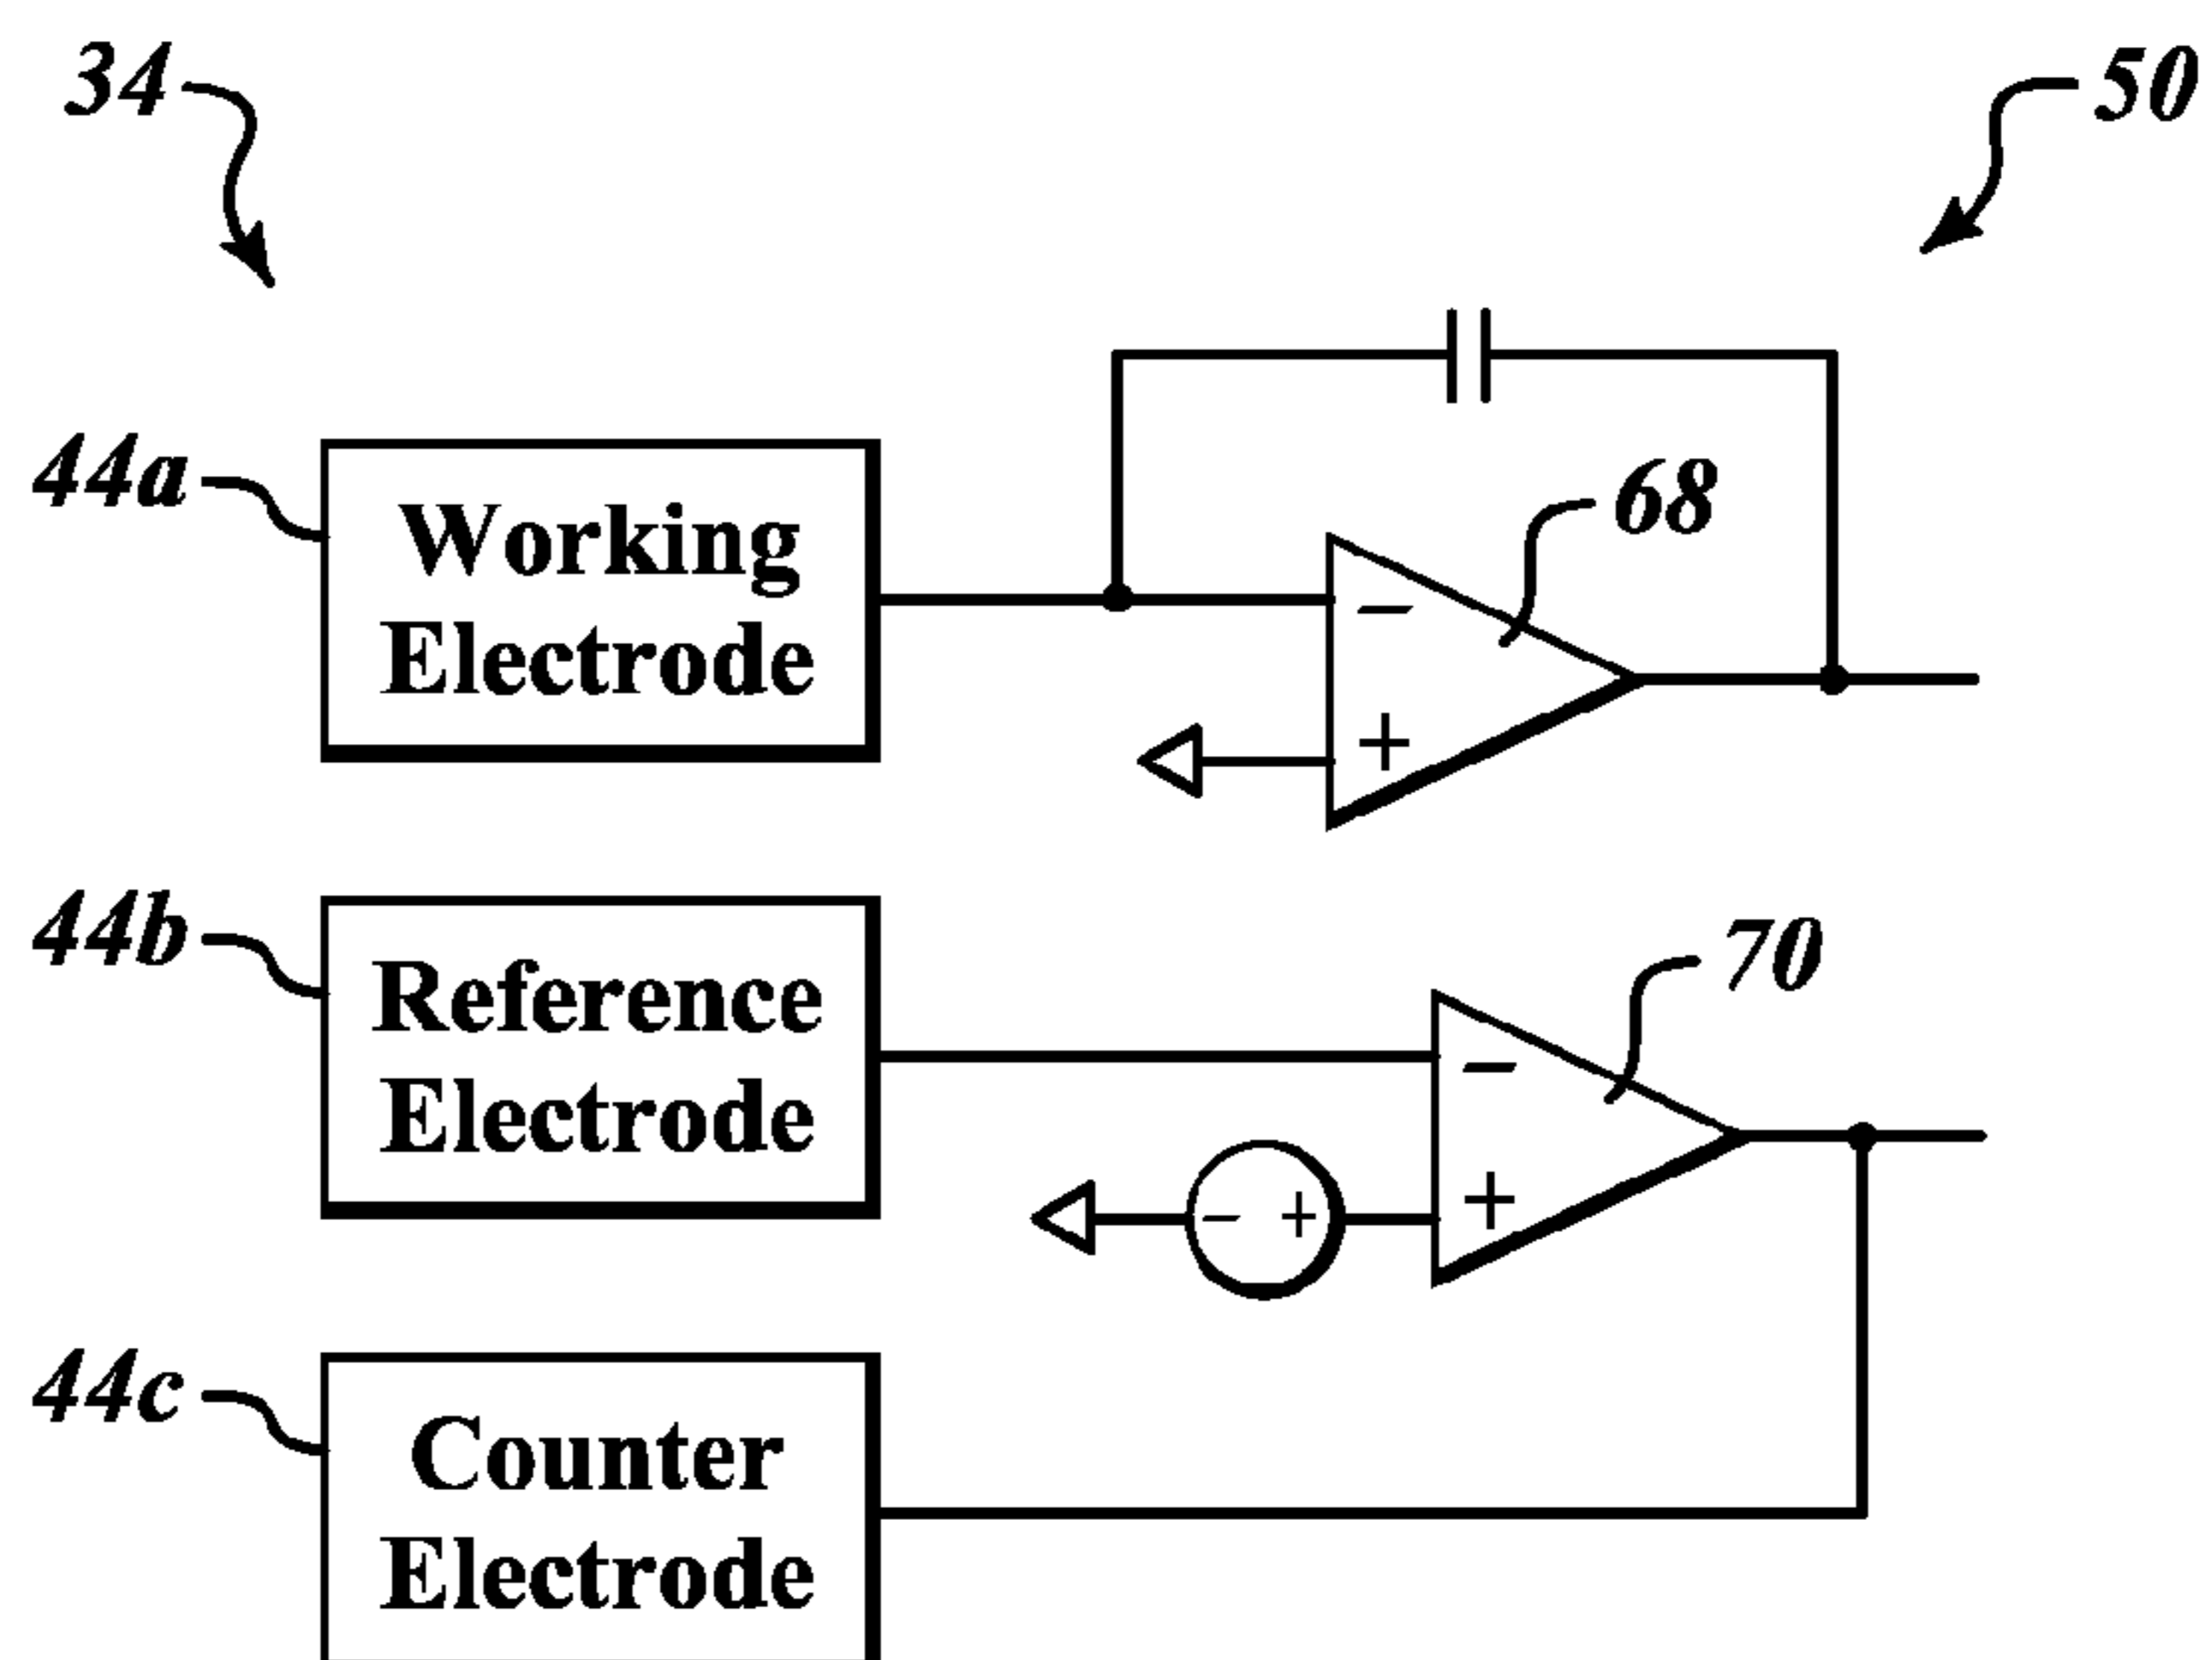 34
50
44a
Working
Electrode
68
−
+
44b
Reference
Electrode
70
−
+
− +
44c
Counter
Electrode